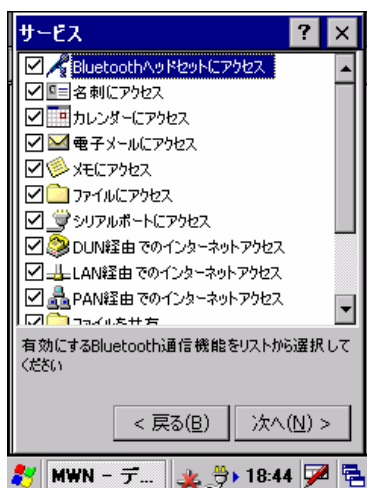 サービス
? ×
Bluetoothヘッドセットにアクセス
名刺にアクセス
カレンダーにアクセス
電子メールにアクセス
メモにアクセス
ファイルにアクセス
シリアルポートにアクセス
DUN経由でのインターネットアクセス
LAN経由でのインターネットアクセス
PAN経由でのインターネットアクセス
ファイルを共有
有効にするBluetooth通信機能をリストから選択して
ください
< 戻る(B) 次へ(N) >
MWN - デ... 18:44